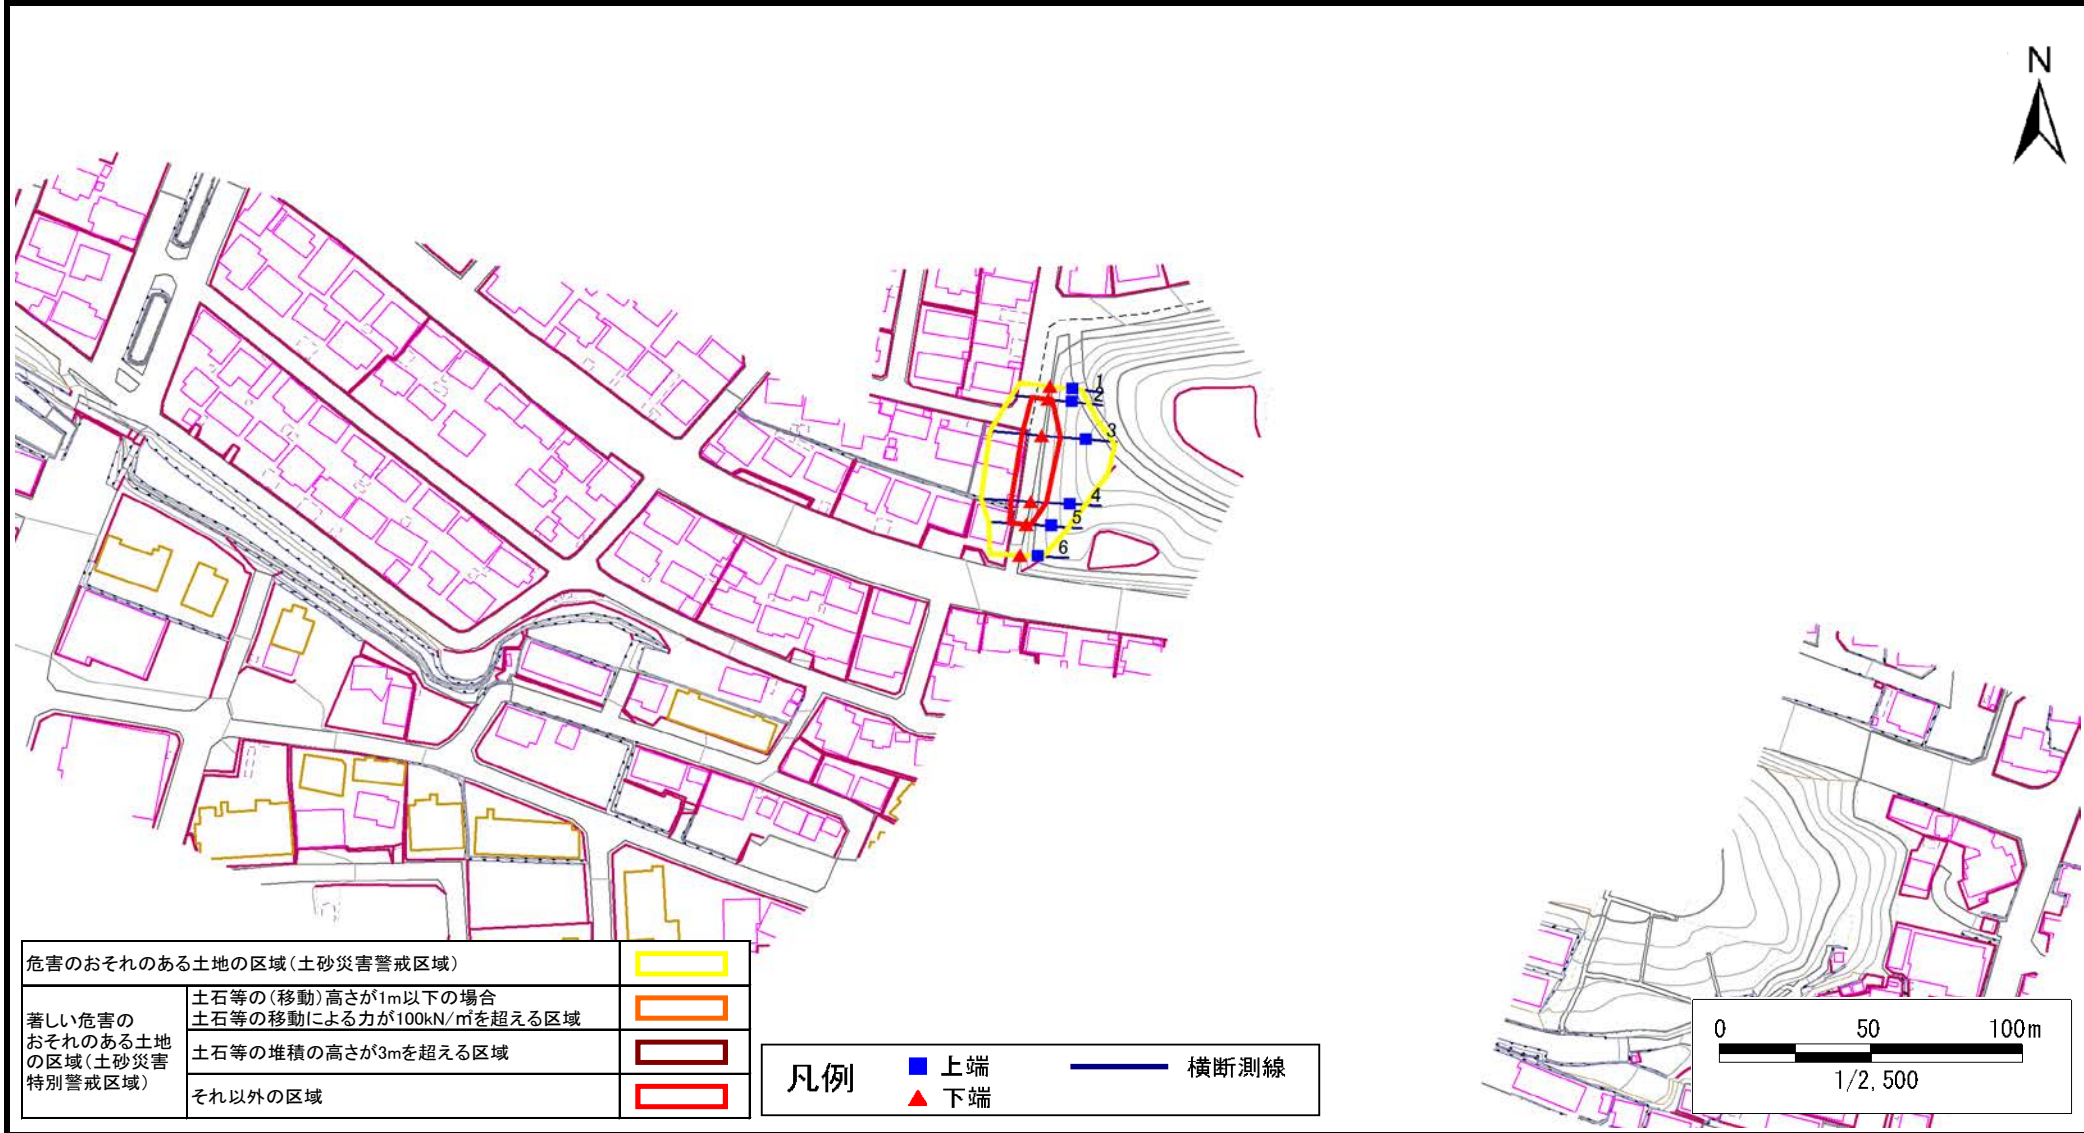 N
1
2
3
4
5
6
危害のおそれのある土地の区域(土砂災害警戒区域)
著しい危害の
おそれのある土地
の区域(土砂災害
特別警戒区域)
土石等の(移動)高さが1m以下の場合
土石等の移動による力が100kN/㎡を超える区域
土石等の堆積の高さが3mを超える区域
それ以外の区域
凡例
上端
下端
横断測線
0 50 100m
1/2,500